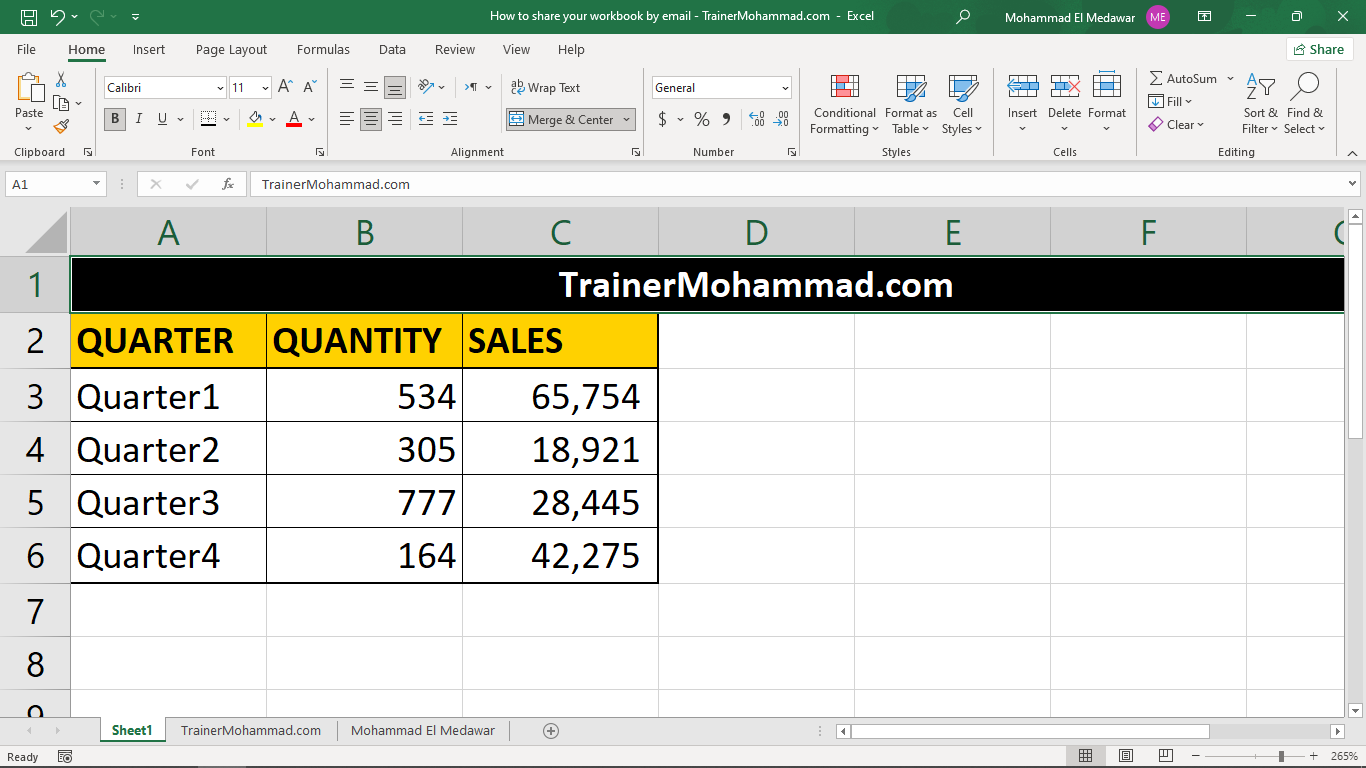 How to share your workbook by email - TrainerMohammad.com - Excel
Mohammad El Medawar ME
File Home Insert Page Layout Formulas Data Review View Help Share
Paste
Clipboard
Calibri 11
B I U
A
Font
ab Wrap Text
Merge & Center
Alignment
General
$ % 9
Number
Conditional Formatting
Format as Table
Cell Styles
Styles
Insert Delete Format
Cells
AutoSum
Fill
Clear
Sort & Filter
Find & Select
Editing
A1 fx TrainerMohammad.com
A B C D E F
1 TrainerMohammad.com
2 QUARTER QUANTITY SALES
3 Quarter1 534 65,754
4 Quarter2 305 18,921
5 Quarter3 777 28,445
6 Quarter4 164 42,275
7
8
9
Sheet1 TrainerMohammad.com Mohammad El Medawar
Ready 265%